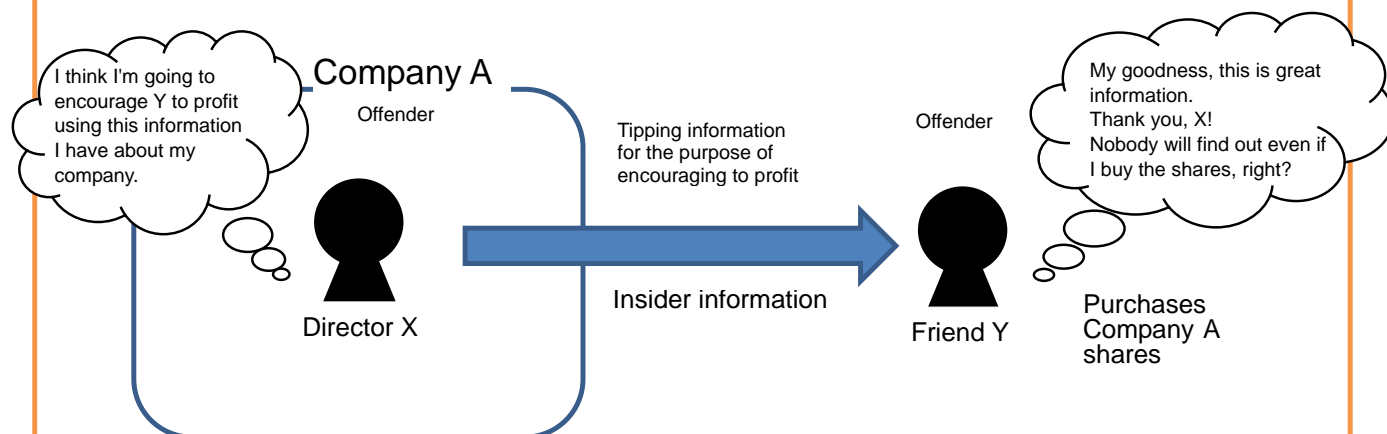 I think I'm going to
encourage Y to profit
using this information
I have about my
company.
Company A
Offender
Director X
Tipping information
for the purpose of
encouraging to profit
Insider information
Offender
Friend Y
My goodness, this is great
information.
Thank you, X!
Nobody will find out even if
I buy the shares, right?
Purchases
Company A
shares